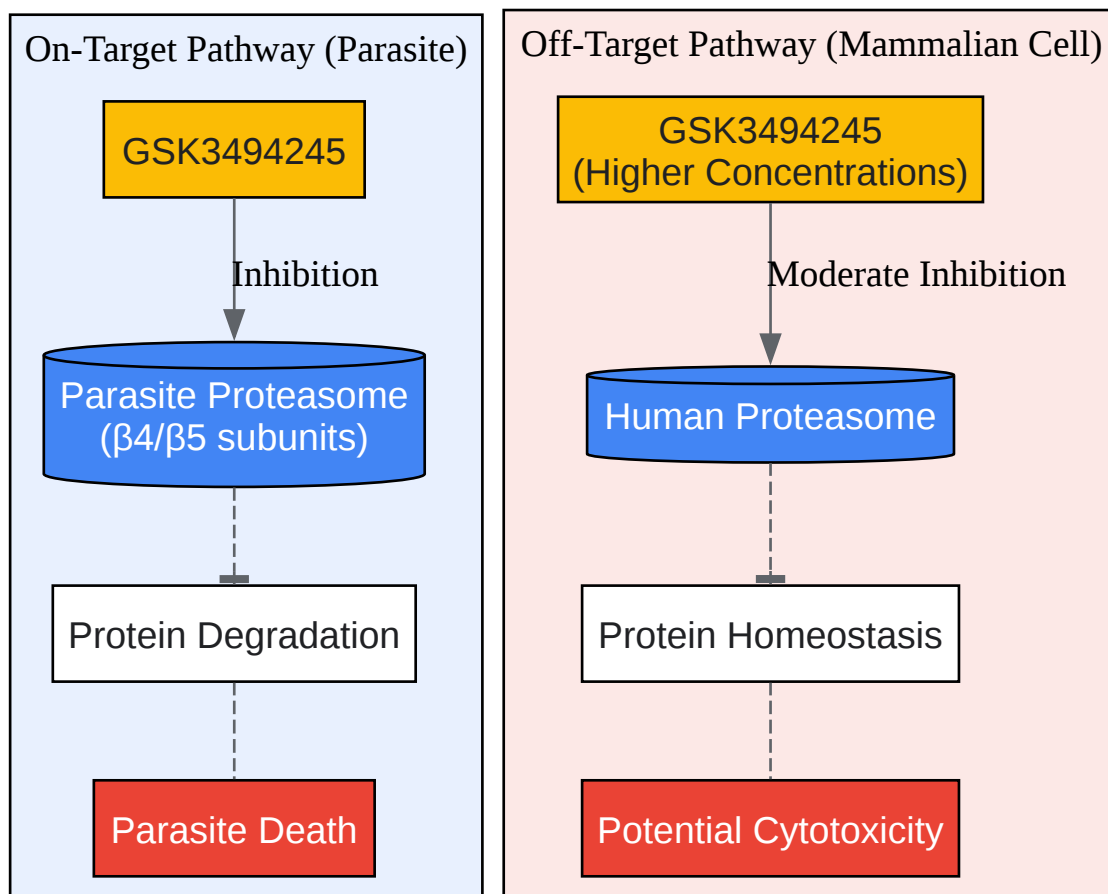 On-Target Pathway (Parasite)
GSK3494245
Inhibition
Parasite Proteasome
(β4/β5 subunits)
Protein Degradation
Parasite Death
Off-Target Pathway (Mammalian Cell)
GSK3494245
(Higher Concentrations)
Moderate Inhibition
Human Proteasome
Protein Homeostasis
Potential Cytotoxicity